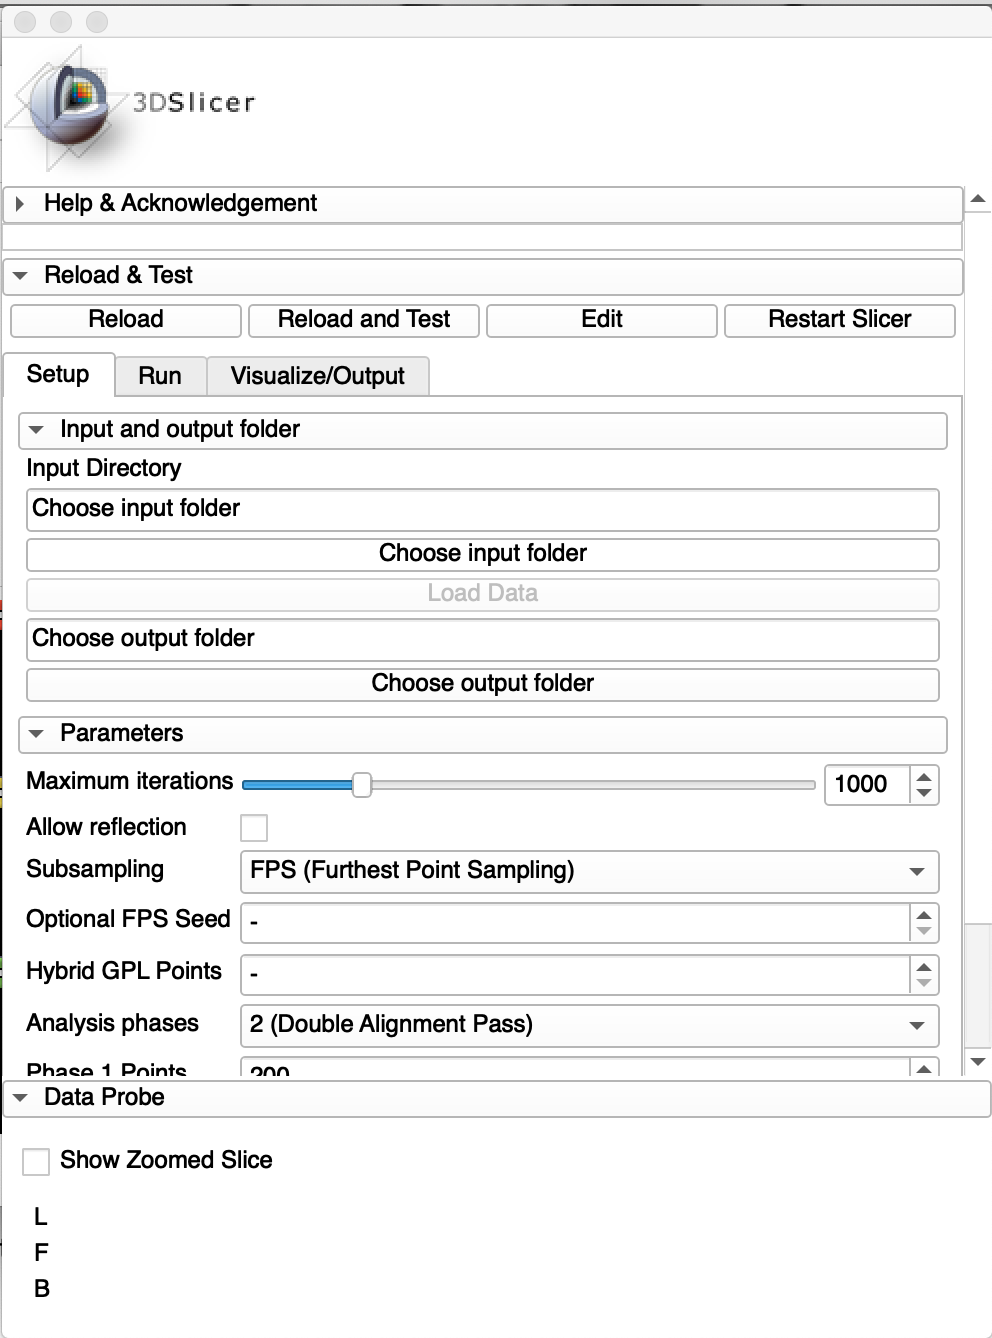 3DSlicer
Help & Acknowledgement
Reload & Test
Reload Reload and Test Edit Restart Slicer
Setup Run Visualize/Output
Input and output folder
Input Directory
Choose input folder
Choose input folder
Load Data
Choose output folder
Choose output folder
Parameters
Maximum iterations 1000
Allow reflection
Subsampling FPS (Furthest Point Sampling)
Optional FPS Seed -
Hybrid GPL Points -
Analysis phases 2 (Double Alignment Pass)
Phase 1 Points 200
Data Probe
Show Zoomed Slice
L
F
B